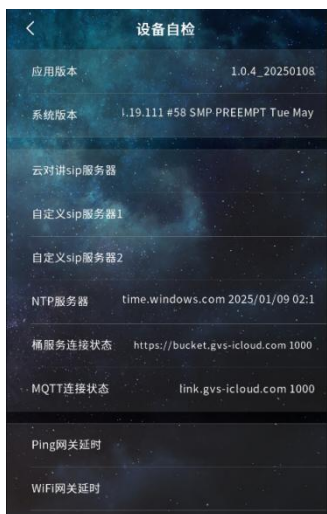 设备自检
应用版本 1.0.4_20250108
系统版本 .19.111 #58 SMP PREEMPT Tue May
云对讲sip服务器
自定义sip服务器1
自定义sip服务器2
NTP服务器 time.windows.com 2025/01/09 02:1
桶服务连接状态 https://bucket.gvs-icloud.com 1000
MQTT连接状态 link.gvs-icloud.com 1000
Ping网关延时
WiFi网关延时